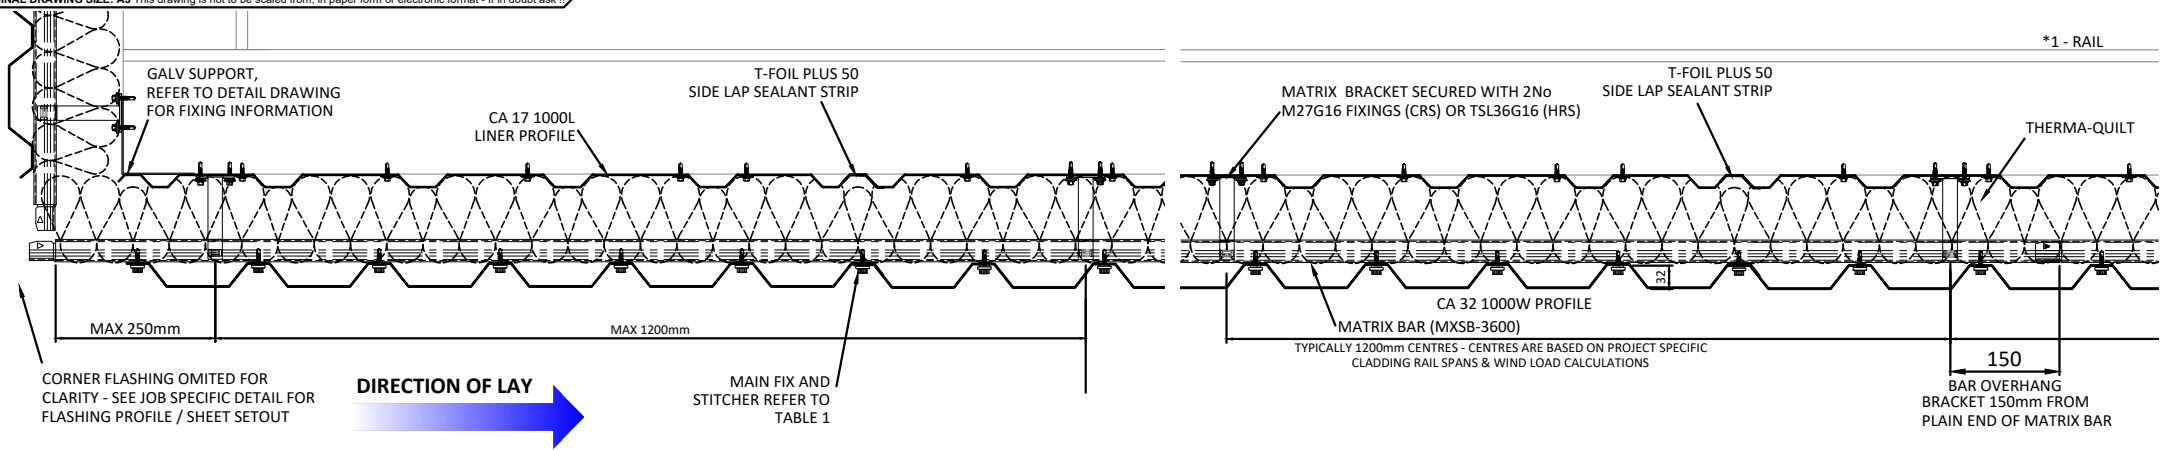 DRAWING SIZE: A3 This drawing is not to be scaled from, in paper form or electronic format - If in doubt ask !!
GALV SUPPORT,
REFER TO DETAIL DRAWING
FOR FIXING INFORMATION
CA 17 1000L
LINER PROFILE
T-FOIL PLUS 50
SIDE LAP SEALANT STRIP
MATRIX BRACKET SECURED WITH 2No
M27G16 FIXINGS (CRS) OR TSL36G16 (HRS)
T-FOIL PLUS 50
SIDE LAP SEALANT STRIP
*1 - RAIL
THERMA-QUILT
MAX 250mm
MAX 1200mm
32
CA 32 1000W PROFILE
MATRIX BAR (MXSB-3600)
TYPICALLY 1200mm CENTRES - CENTRES ARE BASED ON PROJECT SPECIFIC
CLADDING RAIL SPANS & WIND LOAD CALCULATIONS
150
BAR OVERHANG
BRACKET 150mm FROM
PLAIN END OF MATRIX BAR
CORNER FLASHING OMITED FOR
CLARITY - SEE JOB SPECIFIC DETAIL FOR
FLASHING PROFILE / SHEET SETOUT
DIRECTION OF LAY
MAIN FIX AND
STITCHER REFER TO
TABLE 1